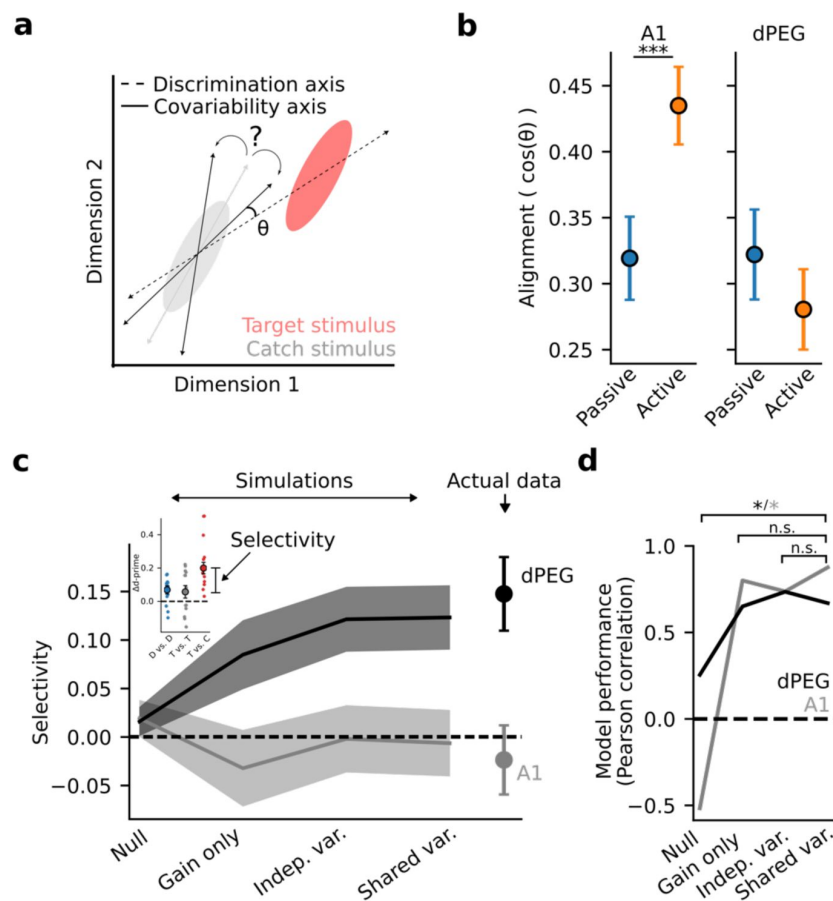 a
Discrimination axis
Covariability axis
?
θ
Dimension 2
Target stimulus
Catch stimulus
Dimension 1
b
A1
dPEG
***
Alignment ( cos(θ) )
0.45
0.40
0.35
0.30
0.25
Passive
Active
Passive
Active
c
Simulations
Actual data
Selectivity
Δd-prime
0.4
0.2
0.0
D vs. D
T vs. T
T vs. C
dPEG
A1
Selectivity
0.15
0.10
0.05
0.00
−0.05
Null
Gain only
Indep. var.
Shared var.
d
*/*
n.s.
n.s.
Model performance
(Pearson correlation)
1.0
0.5
0.0
−0.5
dPEG
A1
Null
Gain only
Indep. var.
Shared var.